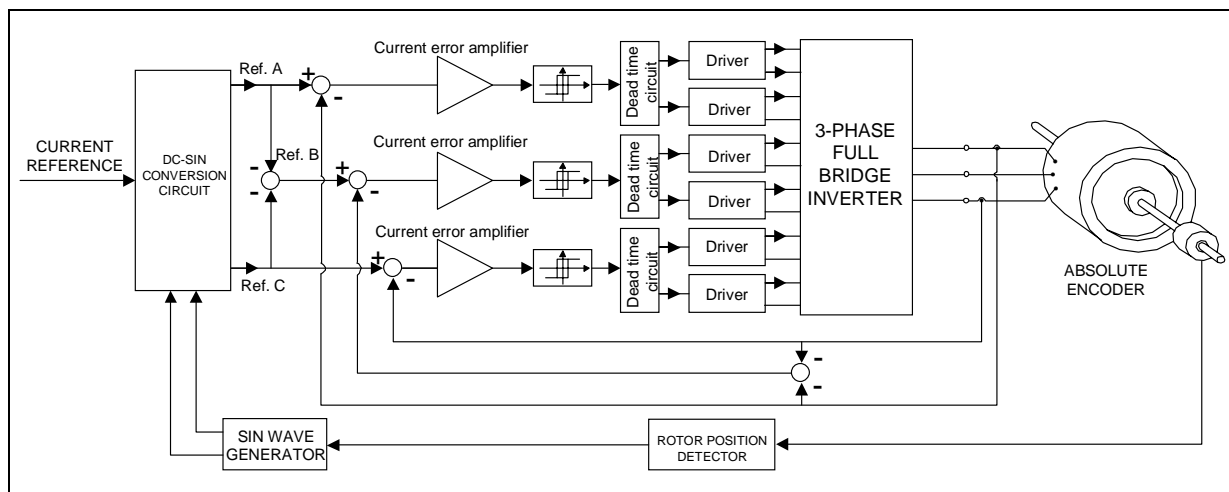 Current error amplifier
Ref. A
+
-
Dead time
circuit
Driver
Driver
CURRENT
REFERENCE
DC-SIN
CONVERSION
CIRCUIT
-
-
Ref. B
+
-
Current error amplifier
Dead time
circuit
Driver
Driver
3-PHASE
FULL
BRIDGE
INVERTER
Ref. C
+
-
Current error amplifier
Dead time
circuit
Driver
Driver
ABSOLUTE
ENCODER
-
-
SIN WAVE
GENERATOR
ROTOR POSITION
DETECTOR